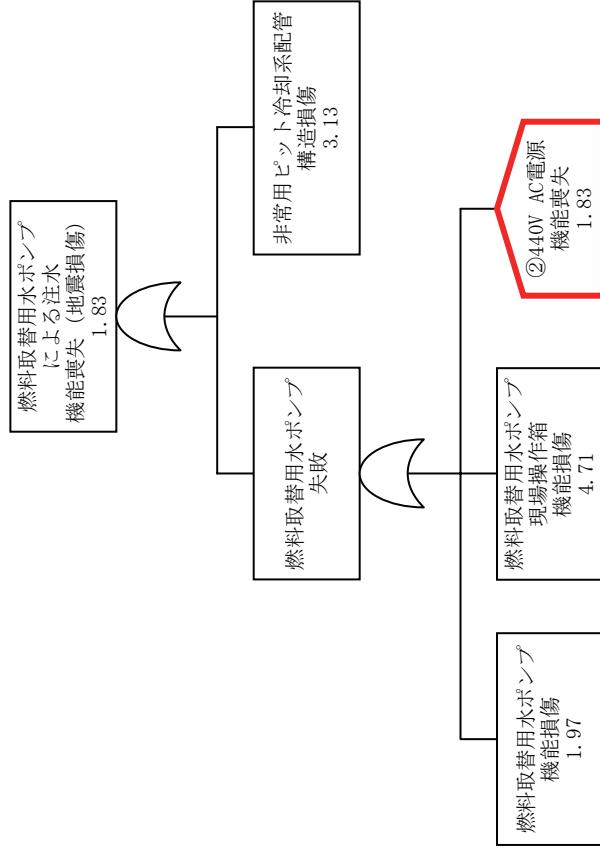 燃料取替用水ポンプ
による注水
機能喪失（地震損傷）
1.83
燃料取替用水ポンプ
失敗
非常用ピット冷却系配管
構造損傷
3.13
燃料取替用水ポンプ
機能損傷
1.97
燃料取替用水ポンプ
現場操作箱
機能損傷
4.71
②440V AC電源
機能喪失
1.83